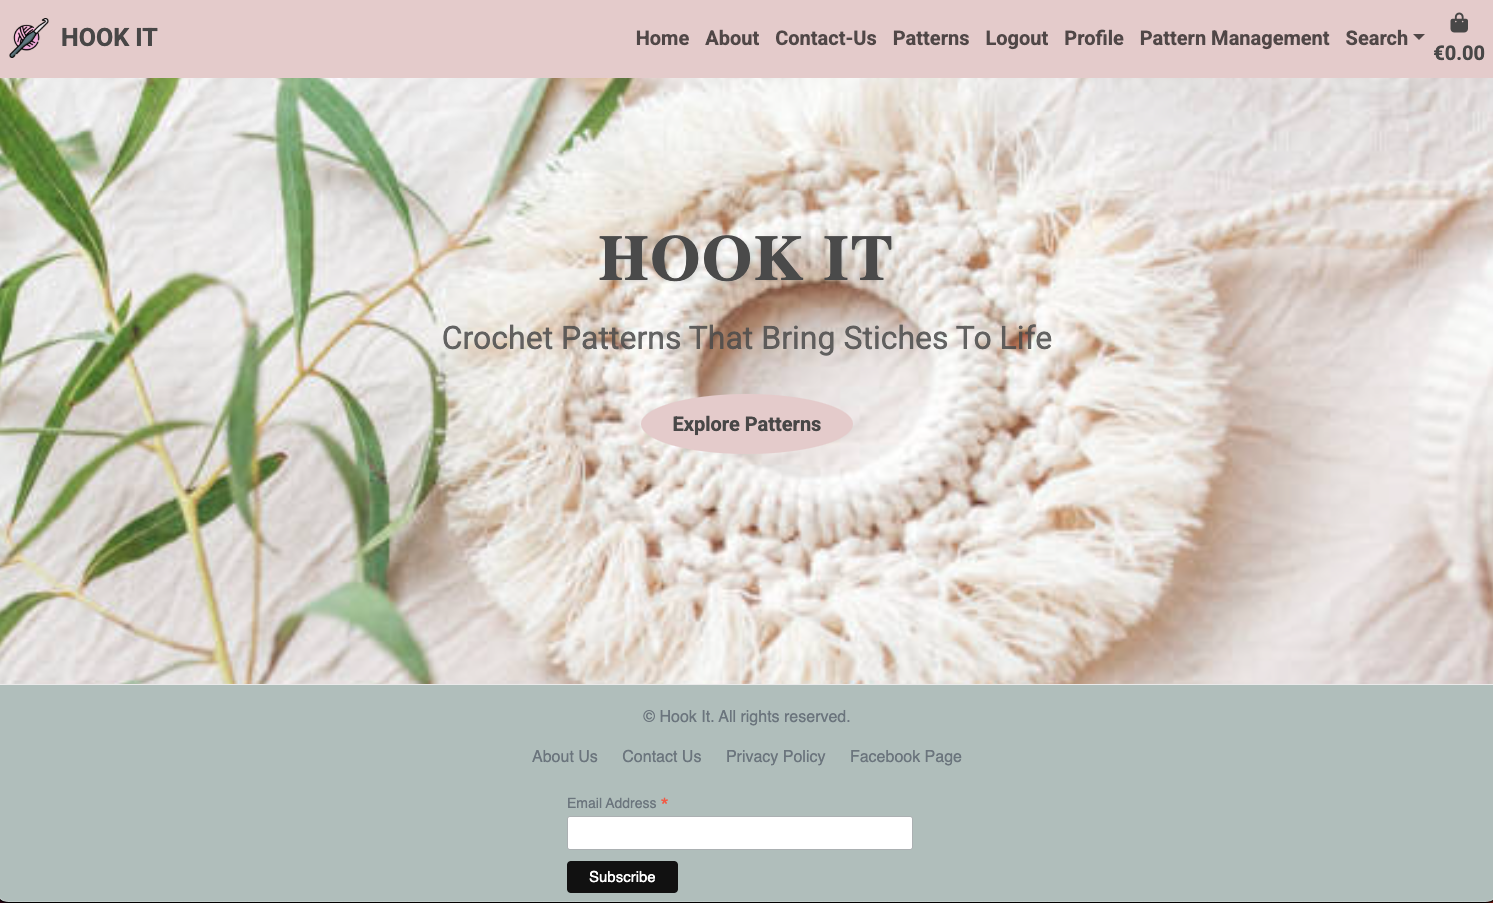 HOOK IT
Home About Contact-Us Patterns Logout Profile Pattern Management Search
€0.00
HOOK IT
Crochet Patterns That Bring Stiches To Life
Explore Patterns
© Hook It. All rights reserved.
About Us Contact Us Privacy Policy Facebook Page
Email Address *
Subscribe